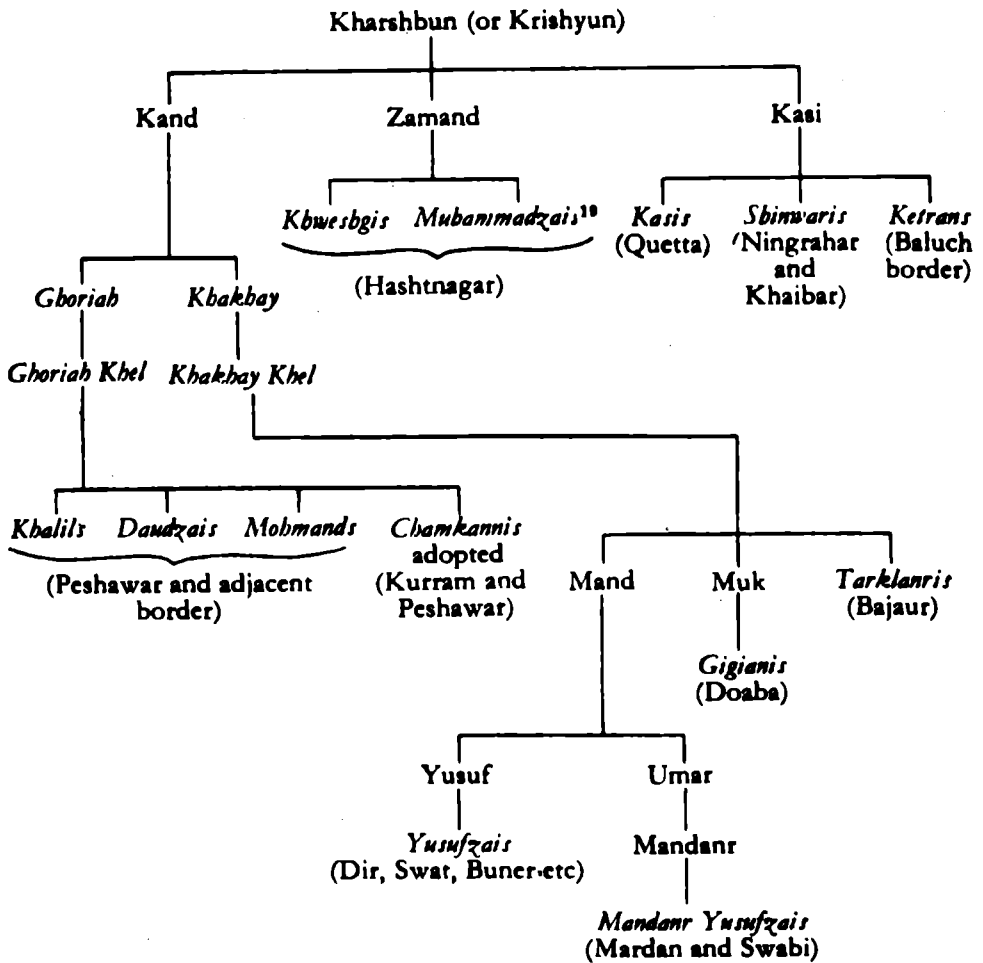 Kharshbun (or Krishyun)
Kand
Zamand
Kasi
Khweshgis
Muhammadzais¹⁹
(Hashtnagar)
Kasis
(Quetta)
Shinwaris
(Ningrahar
and
Khaibar)
Ketrans
(Baluch
border)
Ghoriah
Khakhay
Ghoriah Khel
Khakhay Khel
Khalils
Daudzais
Mohmands
(Peshawar and adjacent
border)
Chamkannis
adopted
(Kurram and
Peshawar)
Mand
Muk
Tarklanris
(Bajaur)
Gigianis
(Doaba)
Yusuf
Umar
Yusufzais
(Dir, Swat, Buner etc)
Mandanr
Mandanr Yusufzais
(Mardan and Swabi)